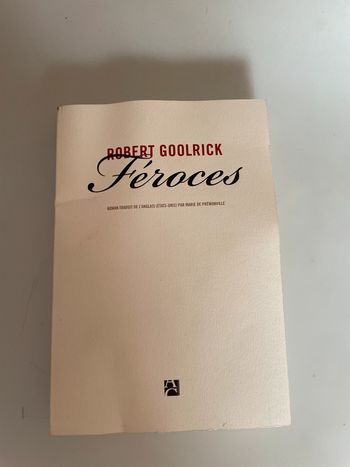 ROBERT GOOLRICK
Féroces
ROMAN TRADUIT DE L'ANGLAIS (ÉTATS-UNIS) PAR MARIE DE PRÉMONVILLE